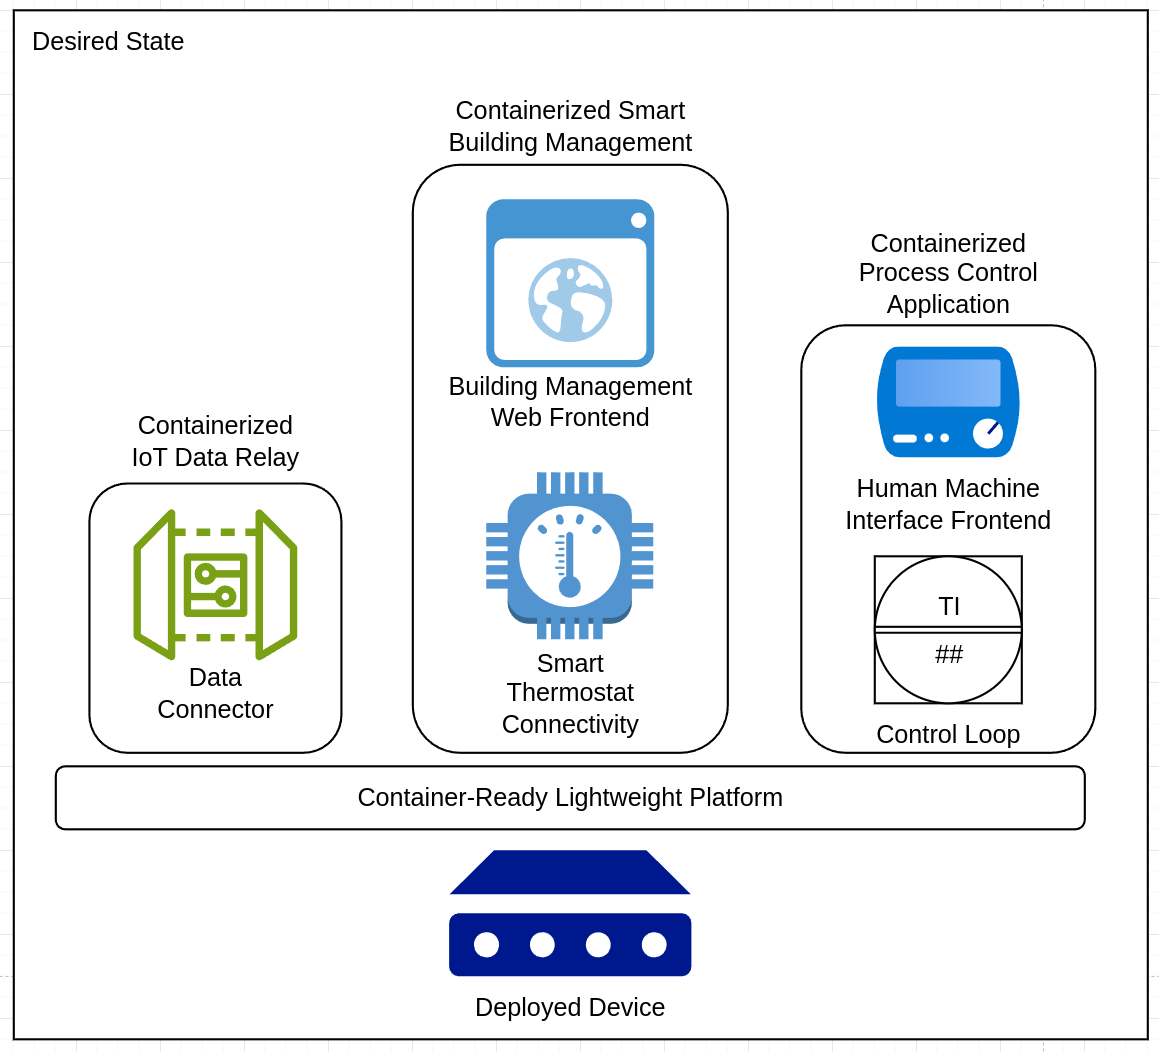 Desired State
Containerized Smart
Building Management
Building Management
Web Frontend
Smart
Thermostat
Connectivity
Containerized
IoT Data Relay
Data
Connector
Containerized
Process Control
Application
Human Machine
Interface Frontend
TI
##
Control Loop
Container-Ready Lightweight Platform
Deployed Device